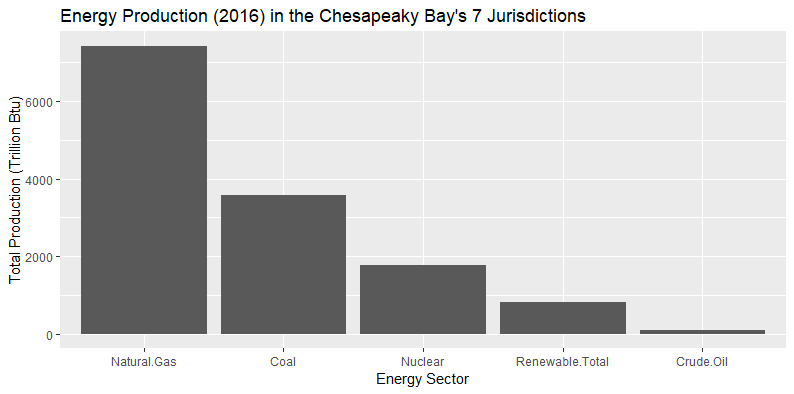 Energy Production (2016) in the Chesapeaky Bay's 7 Jurisdictions
Total Production (Trillion Btu)
6000
4000
2000
0
Natural.Gas
Coal
Nuclear
Renewable.Total
Crude.Oil
Energy Sector